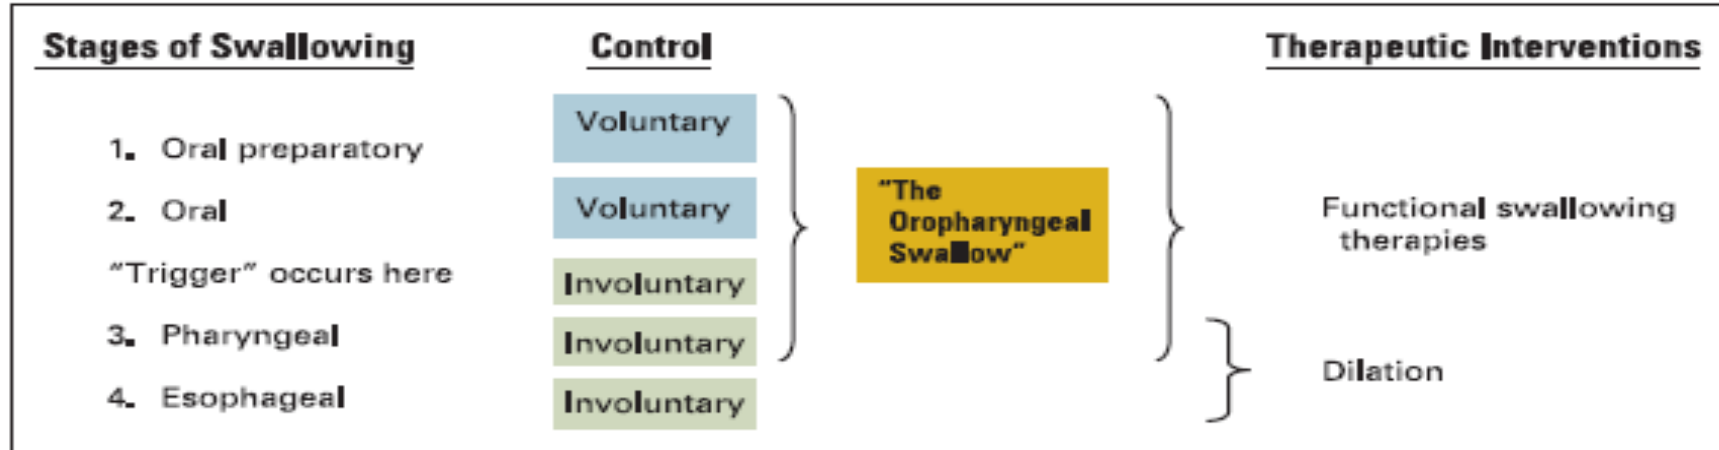 Stages of Swallowing Control Therapeutic Interventions
Voluntary
1. Oral preparatory
2. Oral Voluntary
"The
Oropharyngeal
Swallow"
Functional swallowing
therapies
"Trigger" occurs here Involuntary
3. Pharyngeal Involuntary
Dilation
4. Esophageal Involuntary